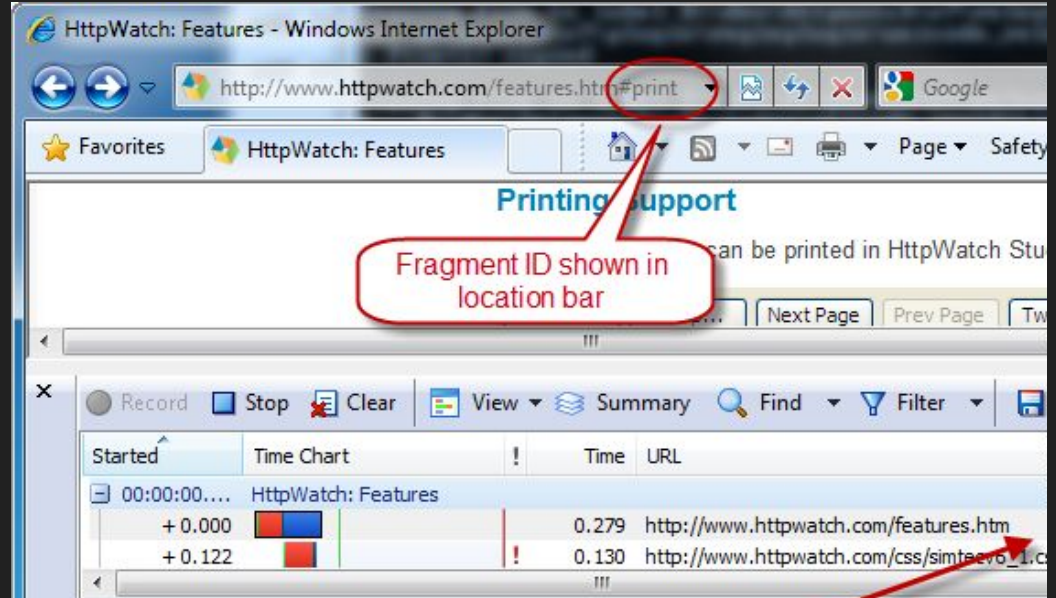 HttpWatch: Features - Windows Internet Explorer
http://www.httpwatch.com/features.htm#print
Google
Favorites
HttpWatch: Features
Page
Safety
Printing Support
can be printed in HttpWatch Stu
Fragment ID shown in
location bar
Next Page
Prev Page
Tw
Record
Stop
Clear
View
Summary
Find
Filter
Started
Time Chart
!
Time
URL
00:00:00....
HttpWatch: Features
+ 0.000
0.279
http://www.httpwatch.com/features.htm
+ 0.122
!
0.130
http://www.httpwatch.com/css/simtecv6_1.cs